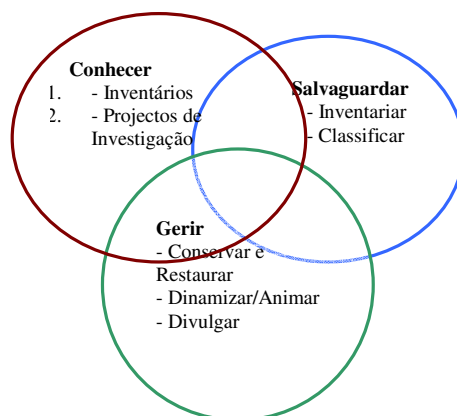 Conhecer
1. - Inventários
2. - Projectos de
Investigação
Salvaguardar
- Inventariar
- Classificar
Gerir
- Conservar e
Restaurar
- Dinamizar/Animar
- Divulgar